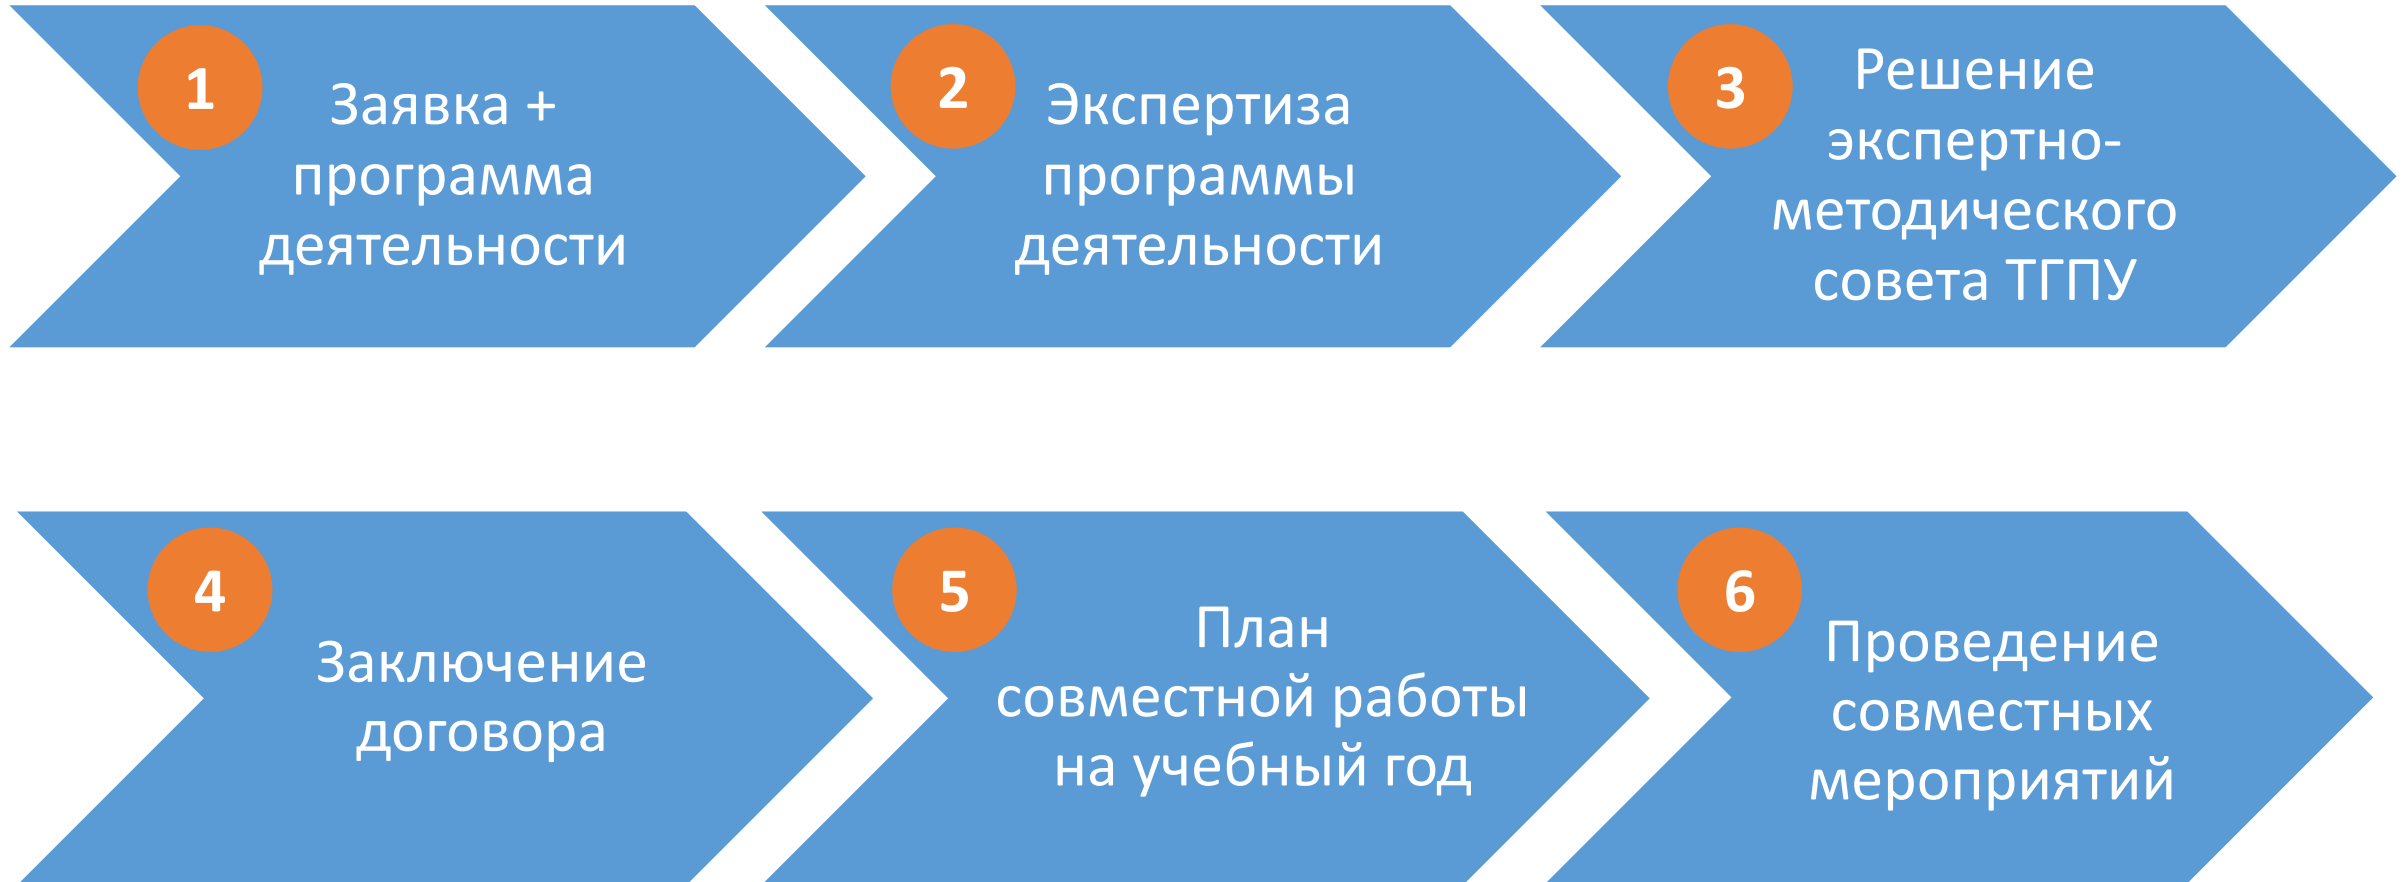 1
Заявка +
программа
деятельности
2
Экспертиза
программы
деятельности
3
Решение
экспертно-
методического
совета ТГПУ
4
Заключение
договора
5
План
совместной работы
на учебный год
6
Проведение
совместных
мероприятий